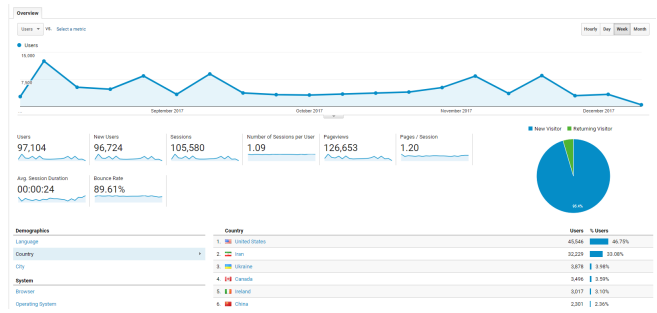 Overview
Users vs. Select a metric
Hourly Day Week Month
Users
15,000
7,500
...
September 2017 October 2017 November 2017 December 2017
New Visitor Returning Visitor
Users New Users Sessions Number of Sessions per User Pageviews Pages / Session
97,104 96,724 105,580 1.09 126,653 1.20
Avg. Session Duration Bounce Rate
00:00:24 89.61%
Demographics
Language
Country
City
System
Browser
Operating System
Country Users % Users
1. United States 45,546 46.75%
2. Iran 32,229 33.08%
3. Ukraine 3,878 3.98%
4. Canada 3,496 3.59%
5. Ireland 3,017 3.10%
6. China 2,301 2.36%